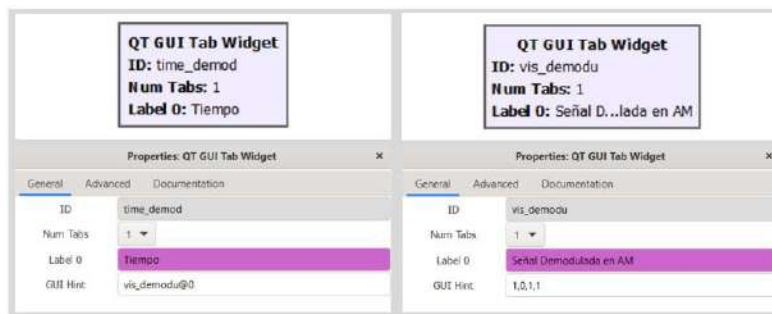 QT GUI Tab Widget
ID: time_demod
Num Tabs: 1
Label 0: Tiempo
Properties: QT GUI Tab Widget ×
General Advanced Documentation
ID time_demod
Num Tabs 1
Label 0 Tiempo
GUI Hint vis_demodu@0
QT GUI Tab Widget
ID: vis_demodu
Num Tabs: 1
Label 0: Señal D...lada en AM
Properties: QT GUI Tab Widget ×
General Advanced Documentation
ID vis_demodu
Num Tabs 1
Label 0 Señal Demodulada en AM
GUI Hint 1,0,1,1